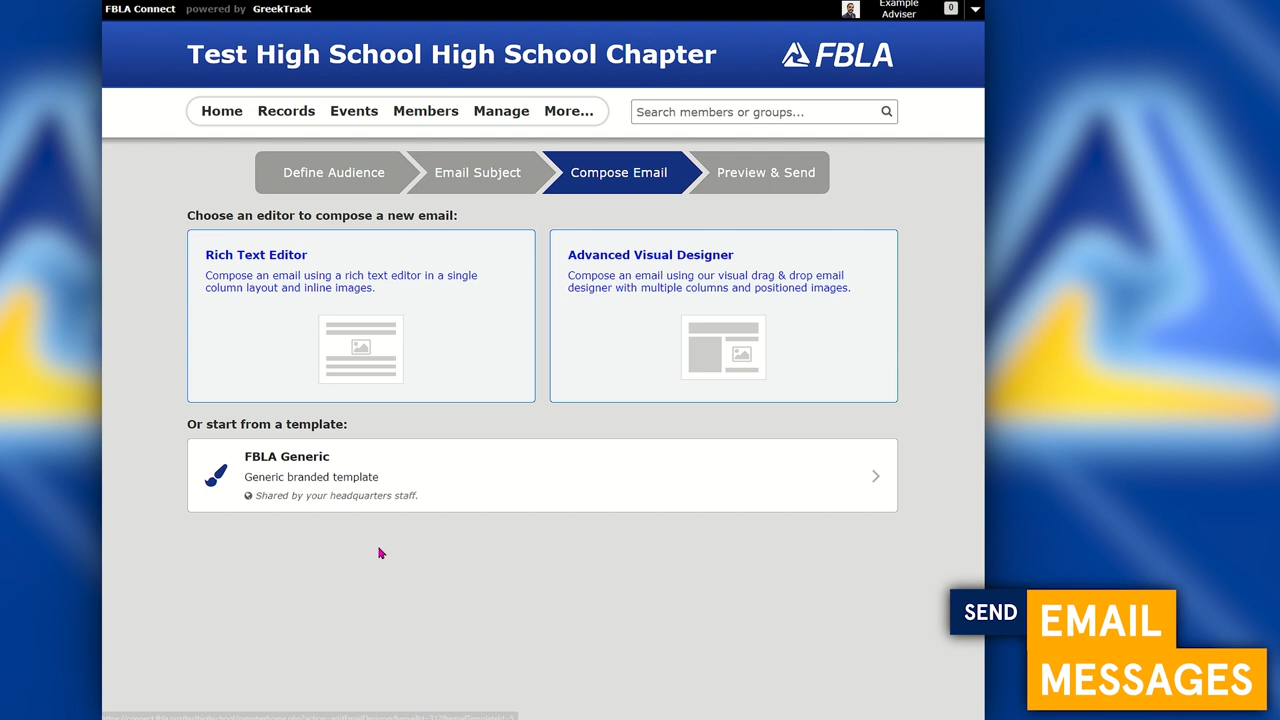 FBLA Connect powered by GreekTrack
Example
Adviser
0
Test High School High School Chapter
FBLA
Home Records Events Members Manage More...
Search members or groups...
Define Audience Email Subject Compose Email Preview & Send
Choose an editor to compose a new email:
Rich Text Editor
Compose an email using a rich text editor in a single
column layout and inline images.
Advanced Visual Designer
Compose an email using our visual drag & drop email
designer with multiple columns and positioned images.
Or start from a template:
FBLA Generic
Generic branded template
Shared by your headquarters staff.
SEND
EMAIL
MESSAGES